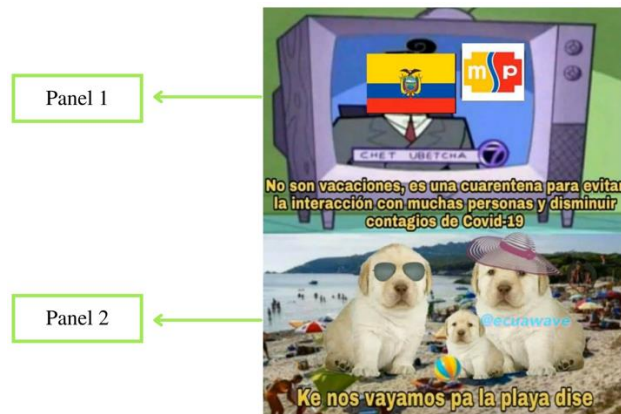 Panel 1
m p
CHET UBETCHA 7
No son vacaciones, es una cuarentena para evitar
la interacción con muchas personas y disminuir
contagios de Covid-19
Panel 2
@ecuawave
Ke nos vayamos pa la playa dise